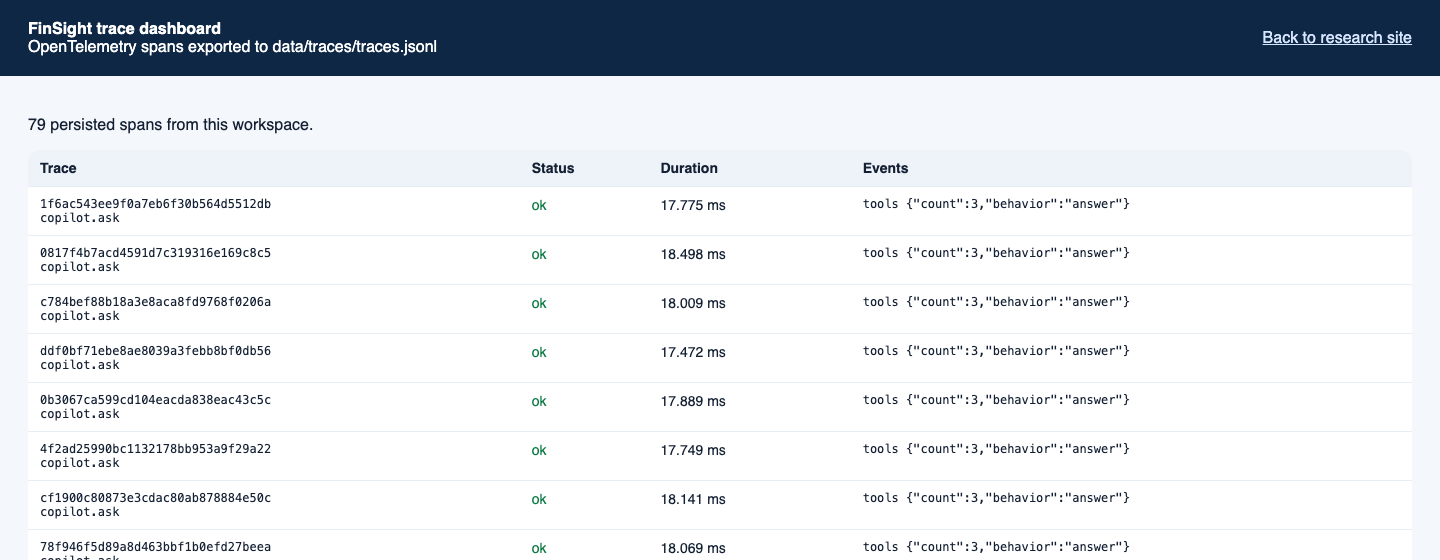 FinSight trace dashboard
OpenTelemetry spans exported to data/traces/traces.jsonl
Back to research site
79 persisted spans from this workspace.
Trace Status Duration Events
1f6ac543ee9f0a7eb6f30b564d5512db ok 17.775 ms tools {"count":3,"behavior":"answer"}
copilot.ask
0817f4b7acd4591d7c319316e169c8c5 ok 18.498 ms tools {"count":3,"behavior":"answer"}
copilot.ask
c784bef88b18a3e8aca8fd9768f0206a ok 18.009 ms tools {"count":3,"behavior":"answer"}
copilot.ask
ddf0bf71ebe8ae8039a3febb8bf0db56 ok 17.472 ms tools {"count":3,"behavior":"answer"}
copilot.ask
0b3067ca599cd104eacda838eac43c5c ok 17.889 ms tools {"count":3,"behavior":"answer"}
copilot.ask
4f2ad25990bc1132178bb953a9f29a22 ok 17.749 ms tools {"count":3,"behavior":"answer"}
copilot.ask
cf1900c80873e3cdac80ab878884e50c ok 18.141 ms tools {"count":3,"behavior":"answer"}
copilot.ask
78f946f5d89a8d463bbf1b0efd27beea ok 18.069 ms tools {"count":3,"behavior":"answer"}
copilot.ask